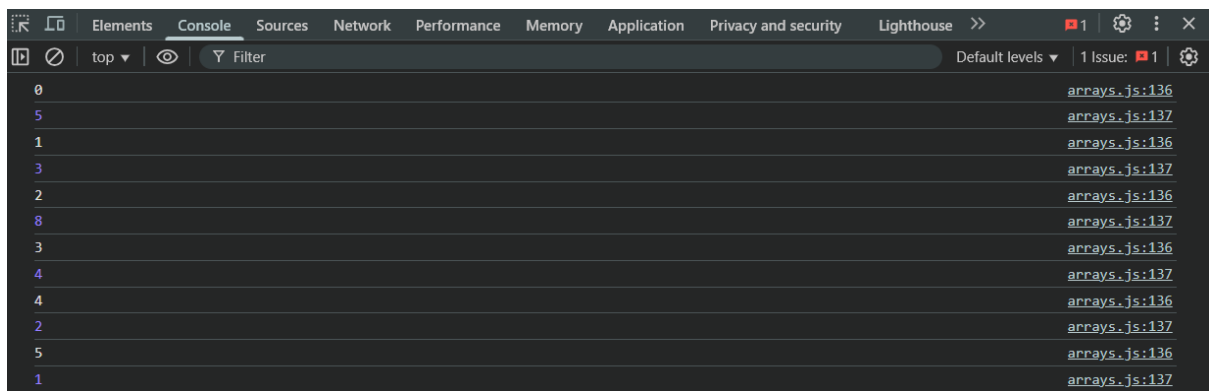 Elements Console Sources Network Performance Memory Application Privacy and security Lighthouse 1
top Filter Default levels 1 Issue: 1
0 arrays.js:136
5 arrays.js:137
1 arrays.js:136
3 arrays.js:137
2 arrays.js:136
8 arrays.js:137
3 arrays.js:136
4 arrays.js:137
4 arrays.js:136
2 arrays.js:137
5 arrays.js:136
1 arrays.js:137